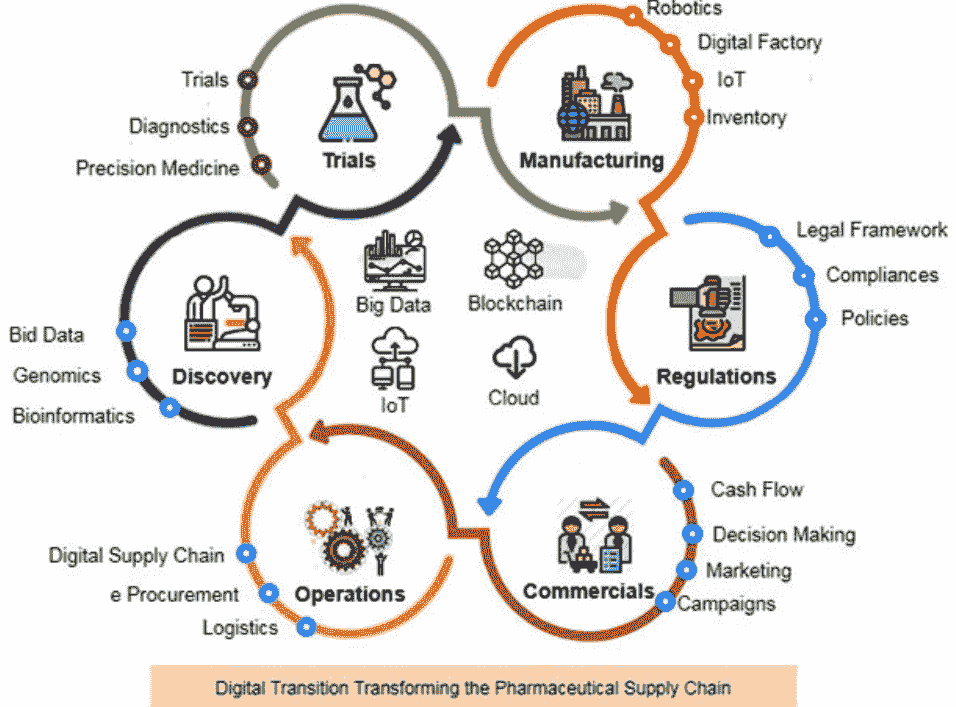 Robotics
Digital Factory
IoT
Inventory
Manufacturing
Trials
Diagnostics
Precision Medicine
Trials
Legal Framework
Compliances
Policies
Regulations
Big Data
Blockchain
IoT
Cloud
Bid Data
Genomics
Bioinformatics
Discovery
Cash Flow
Decision Making
Marketing
Campaigns
Commercials
Digital Supply Chain
e Procurement
Logistics
Operations
Digital Transition Transforming the Pharmaceutical Supply Chain